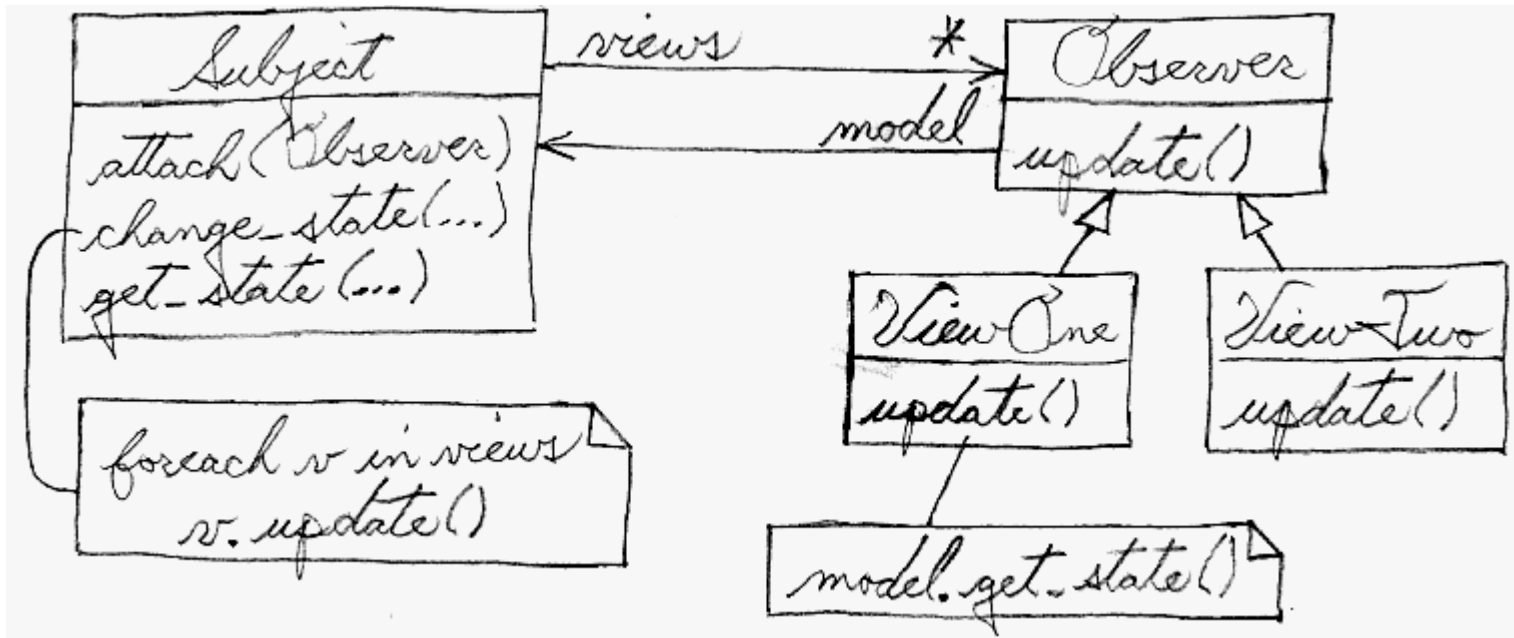 Subject
attach(Observer)
change_state(...)
get_state(...)
views *
model
Observer
update()
View One
update()
View Two
update()
foreach v in views
v.update()
model.get_state()